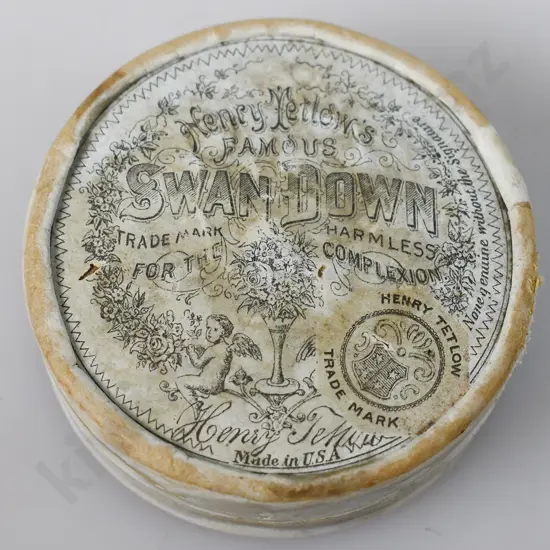 Henry Tetlow's
FAMOUS
SWAN DOWN
TRADE MARK
HARMLESS
FOR THE
COMPLEXION
None genuine without the Signature
HENRY TETLOW
TRADE MARK
Henry Tetlow
Made in U.S.A